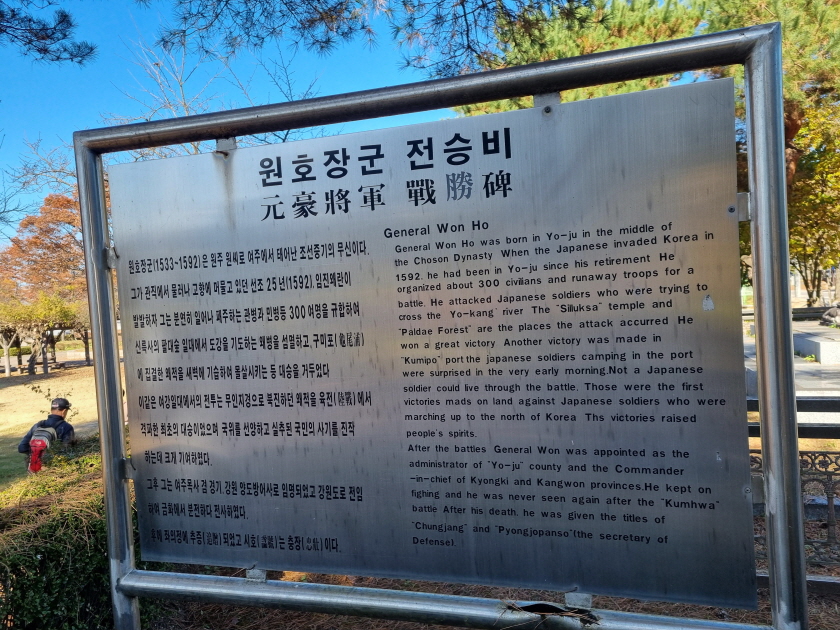 원호장군 전승비
元豪將軍 戰勝碑
원호장군(1533~1592)은 원주 원씨로 여주에서 태어난 조선중기의 무신이다.
그가 관직에서 물러나 고향에 머물고 있던 선조 25년(1592), 임진왜란이
발발하자 그는 분연히 일어나 패주하는 관병과 민병등 300여명을 규합하여
신륵사의 팔대숲 일대에서 도강을 기도하는 왜병을 섬멸하고, 구미포(龜尾浦)
에 집결한 왜적을 새벽에 기습하여 몰살시키는 등 대승을 가두었다
이같은 여강일대에서의 전투는 무인지경으로 북진하던 왜적을 육전(陸戰)에서
격파한 최초의 대승이었으며 국위를 선양하고 실추된 국민의 사기를 진작
하는데 크게 기여하였다.
그후 그는 여주목사 겸 경기, 강원 양도방어사로 임명되었고 강원도로 전임
하여 금화에서 분전하다 전사하였다.
후에 좌의정에 추증(追贈)되었고 시호(諡號)는 충장(忠壯)이다.
General Won Ho
General Won Ho was born in Yo-ju in the middle of
the Choson Dynasty When the Japanese invaded Korea in
1592. he had been in Yo-ju since his retirement He
organized about 300 civilians and runaway troops for a
battle. He attacked Japanese soldiers who were trying to
cross the Yo-kang" river The "Silluksa" temple and
"Paldae Forest" are the places the attack accurred He
won a great victory Another victory was made in
"Kumipo" port the japanese soldiers camping in the port
were surprised in the very early morning.Not a Japanese
soldier could live through the battle. Those were the first
victories mads on land against Japanese soldiers who were
marching up to the north of Korea Ths victories raised
people's spirits.
After the battles General Won was appointed as the
administrator of "Yo-ju" county and the Commander
-in-chief of Kyongki and Kangwon provinces.He kept on
fighing and he was never seen again after the "Kumhwa"
battle After his death. he was given the titles of
"Chungjang" and "Pyongjopanso"(the secretary of
Defense).